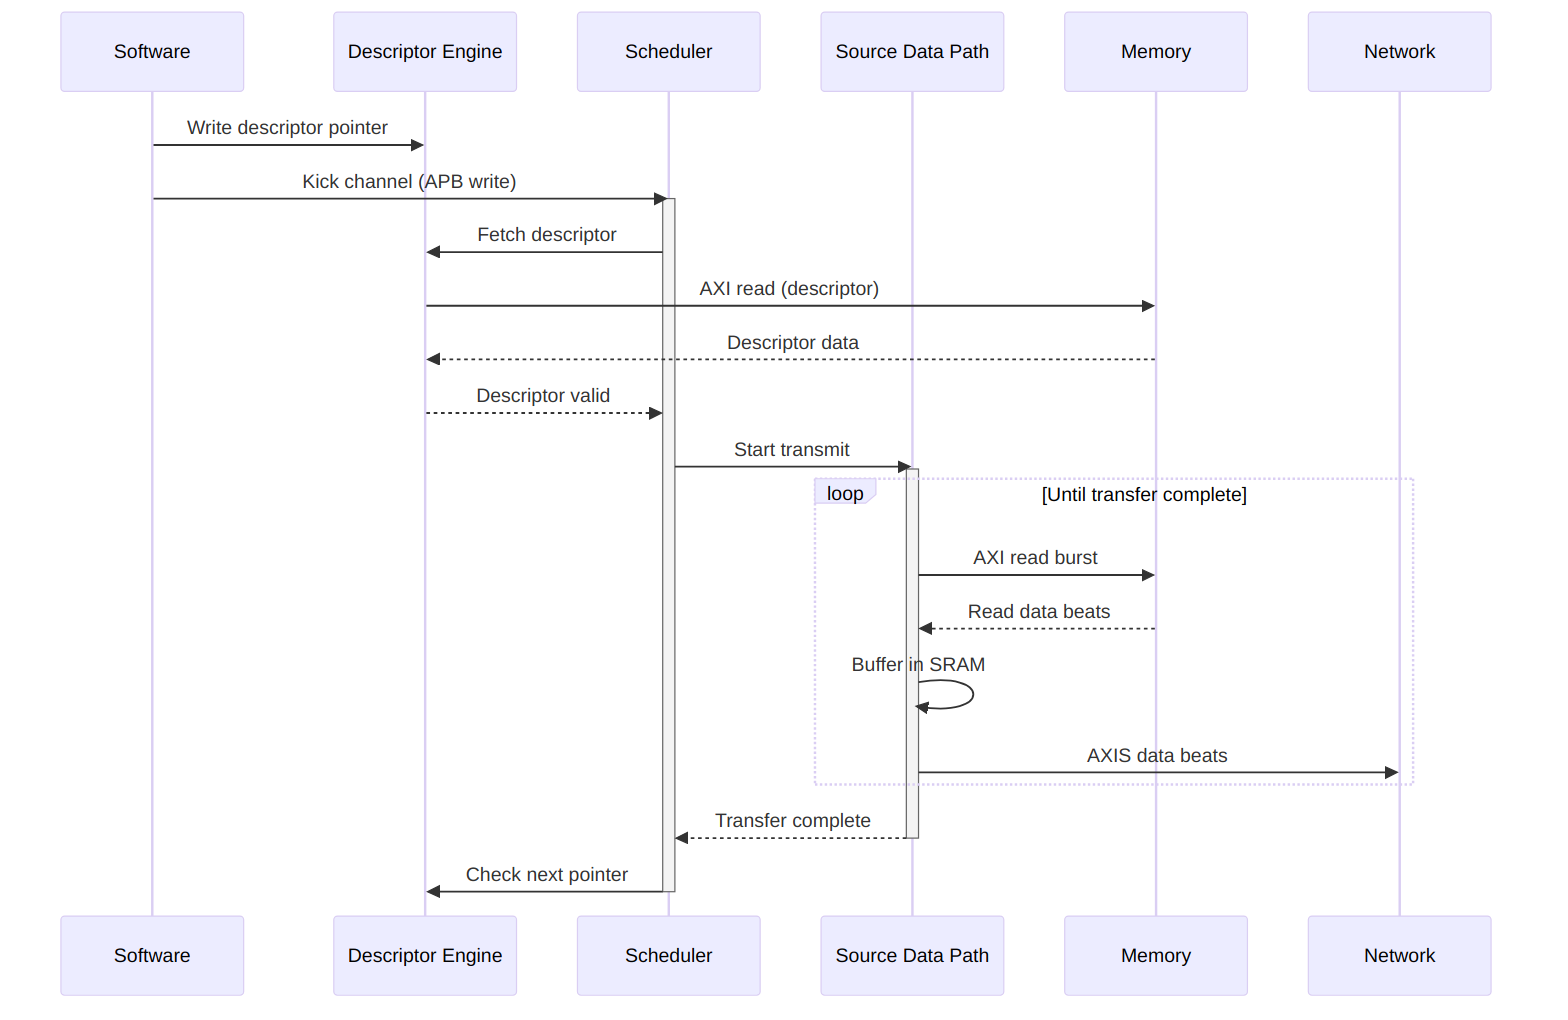 Software
Descriptor Engine
Scheduler
Source Data Path
Memory
Network
Write descriptor pointer
Kick channel (APB write)
Fetch descriptor
AXI read (descriptor)
Descriptor data
Descriptor valid
Start transmit
loop
[Until transfer complete]
AXI read burst
Read data beats
Buffer in SRAM
AXIS data beats
Transfer complete
Check next pointer
Software
Descriptor Engine
Scheduler
Source Data Path
Memory
Network